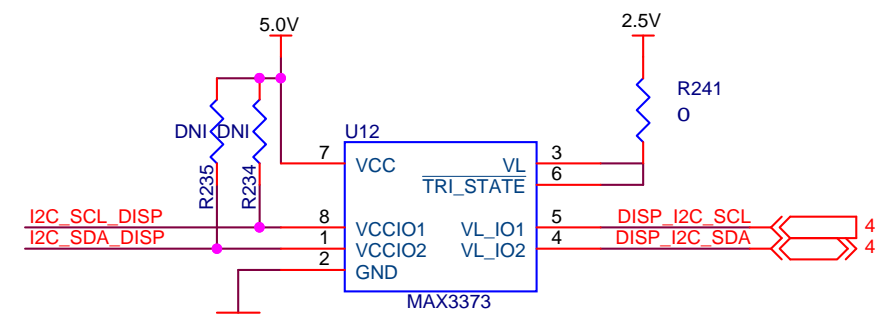 5.0V
2.5V
R241
0
DNI
DNI
R235
R234
U12
7
VCC
VL
3
TRI_STATE
6
I2C_SCL_DISP
8
VCCIO1
VL_IO1
5
DISP_I2C_SCL
4
I2C_SDA_DISP
1
VCCIO2
VL_IO2
4
DISP_I2C_SDA
4
2
GND
MAX3373